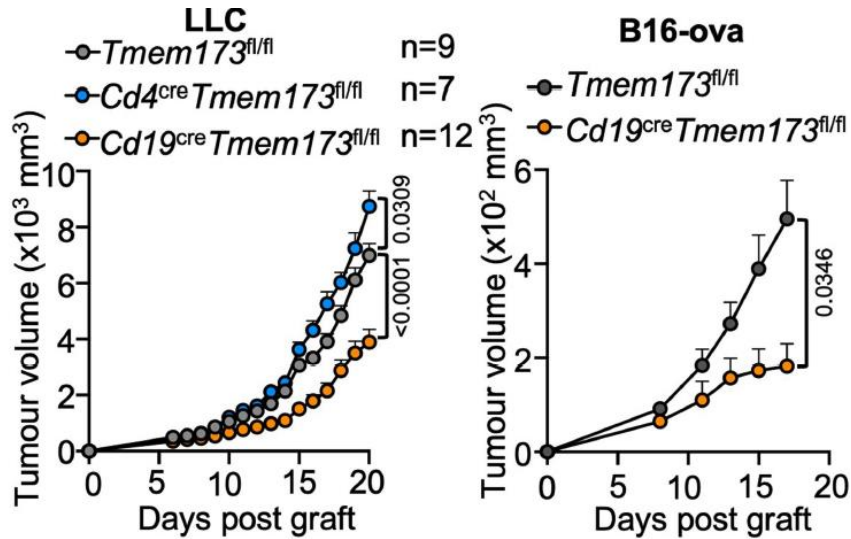 LLC
Tmem173fl/fl n=9
Cd4creTmem173fl/fl n=7
Cd19creTmem173fl/fl n=12
Tumour volume (x10³ mm³)
10
8
6
4
2
0
0 5 10 15 20
Days post graft
0.0309
<0.0001
B16-ova
Tmem173fl/fl
Cd19creTmem173fl/fl
Tumour volume (x10² mm³)
6
4
2
0
0 5 10 15 20
Days post graft
0.0346